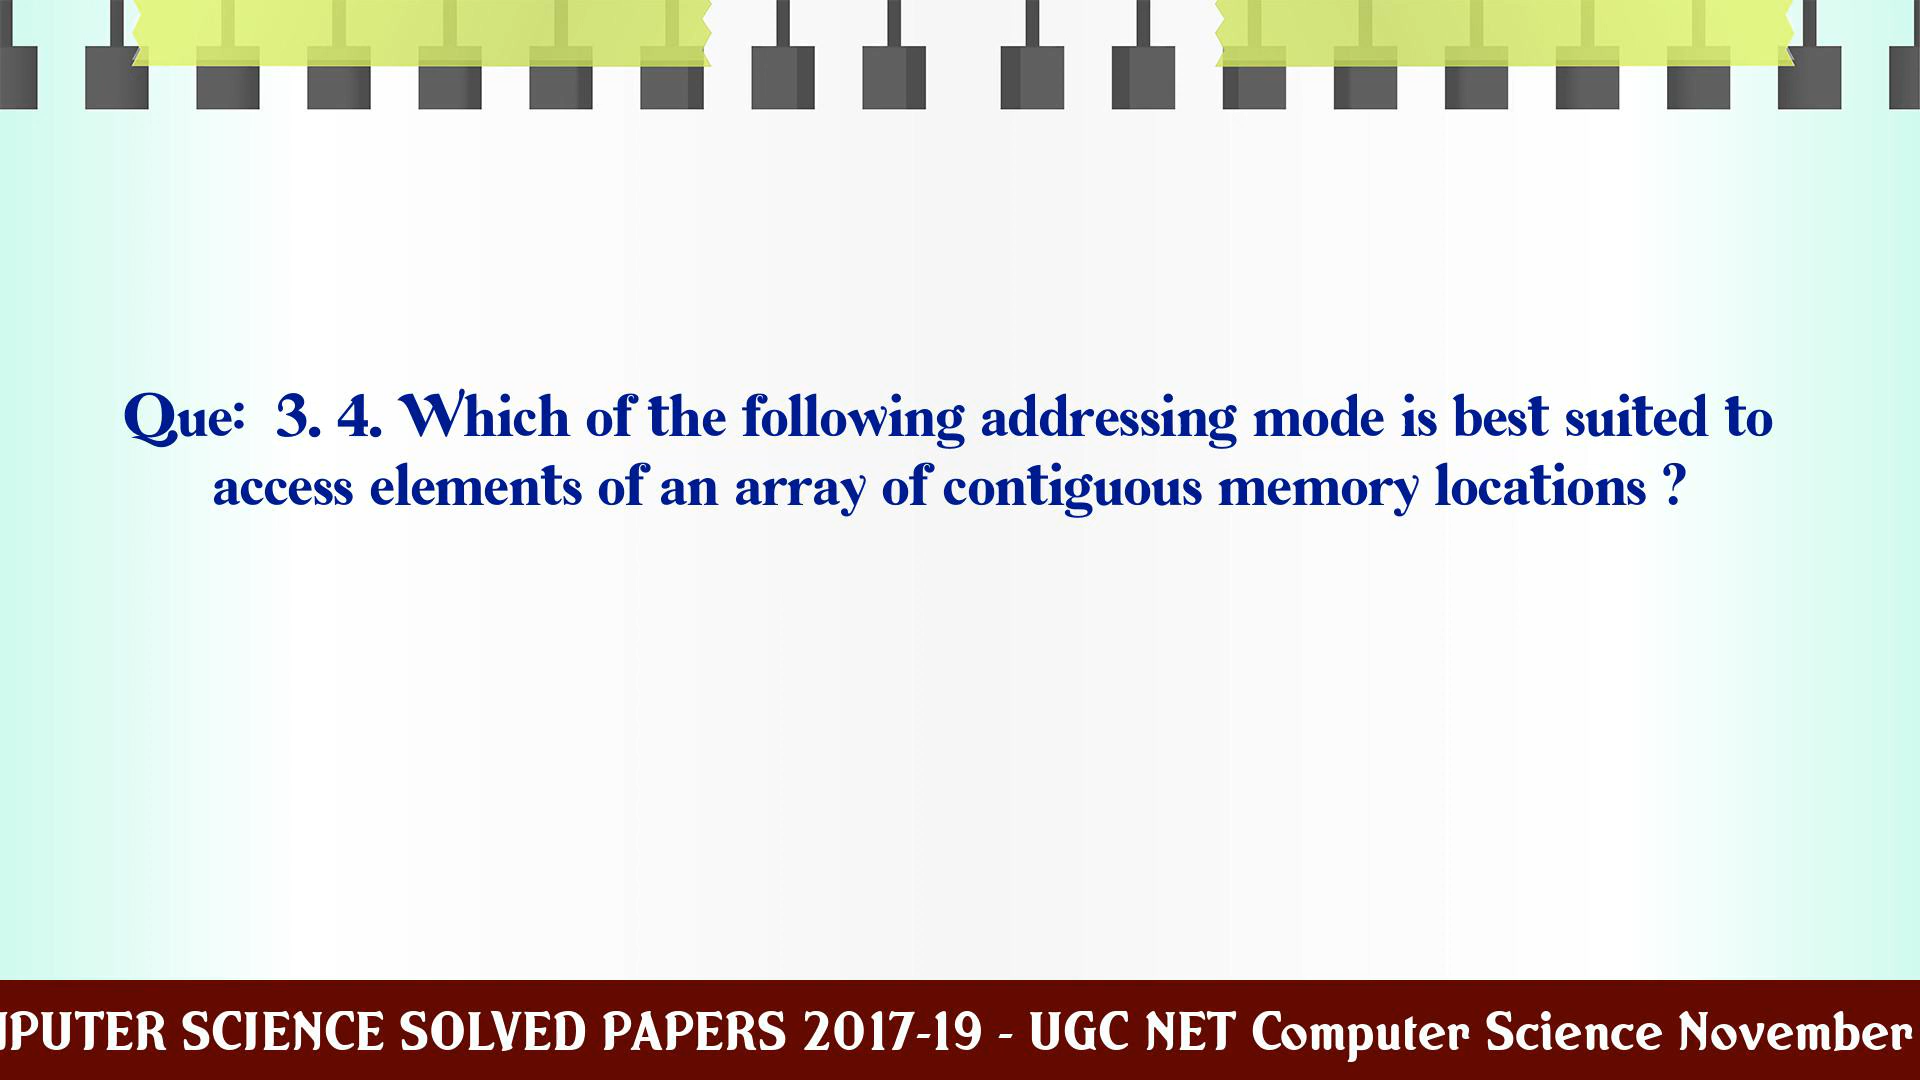 Que: 3. 4. Which of the following addressing mode is best suited to
access elements of an array of contiguous memory locations ?
SCIENCE SOLVED PAPERS 2017-19 - UGC NET Computer Science November